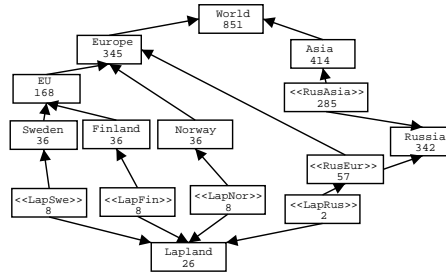 World
851
Europe
345
Asia
414
EU
168
<<RusAsia>>
285
Sweden
36
Finland
36
Norway
36
Russia
342
<<RusEur>>
57
<<LapSwe>>
8
<<LapFin>>
8
<<LapNor>>
8
<<LapRus>>
2
Lapland
26